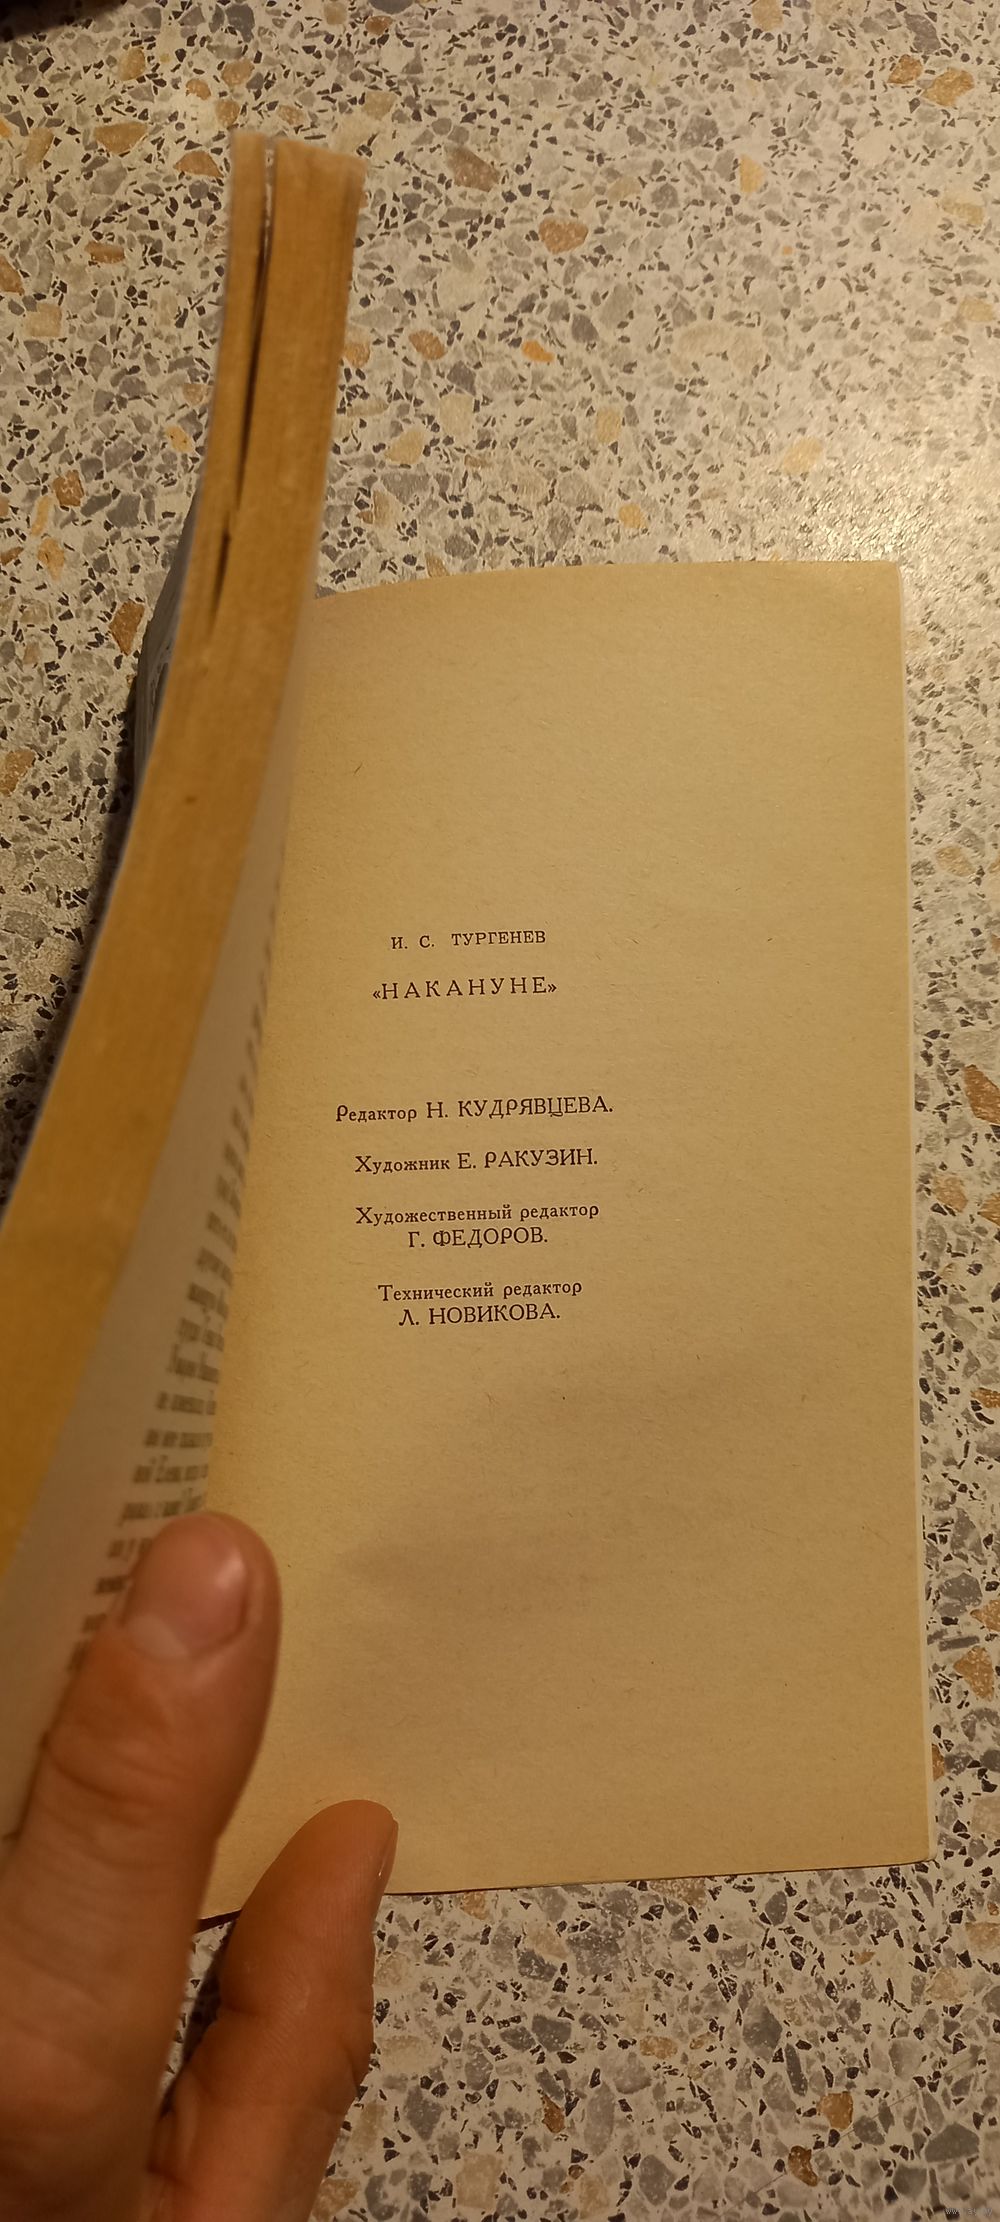 И. С. ТУРГЕНЕВ
«НАКАНУНЕ»
Редактор Н. КУДРЯВЦЕВА.
Художник Е. РАКУЗИН.
Художественный редактор
Г. ФЕДОРОВ.
Технический редактор
Л. НОВИКОВА.